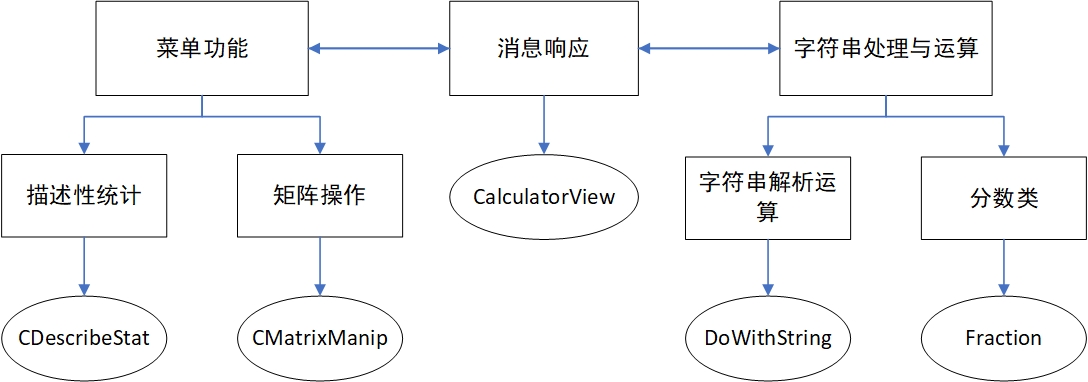 菜单功能
消息响应
字符串处理与运算
描述性统计
矩阵操作
CalculatorView
字符串解析运
算
分数类
CDescribeStat
CMatrixManip
DoWithString
Fraction